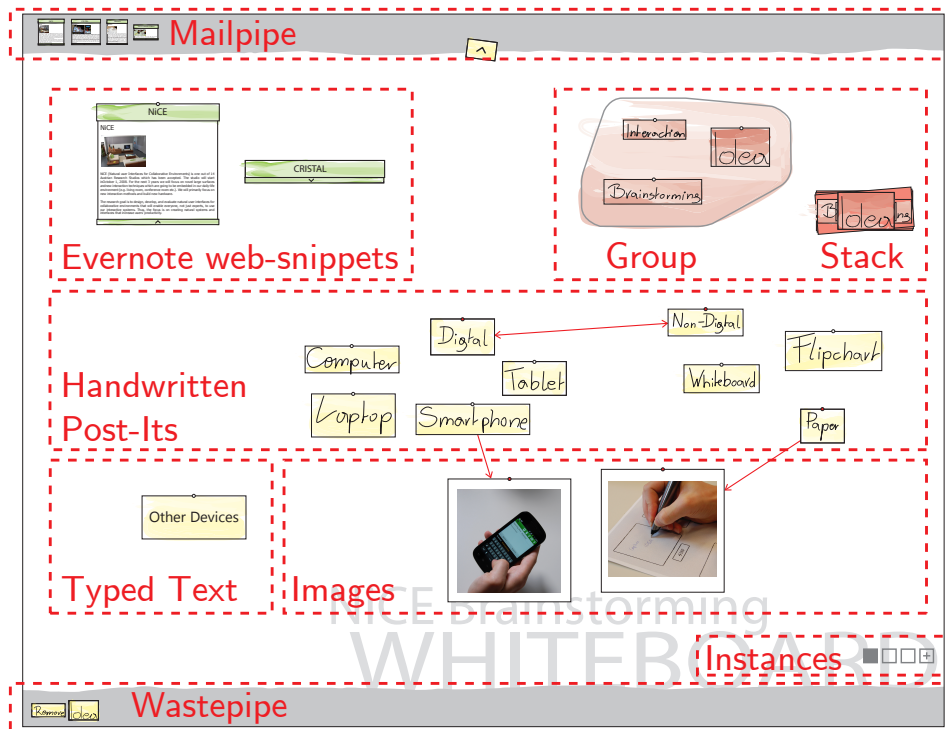 Mailpipe
NiCE
NiCE
CRISTAL
Interaction
Idea
Brainstorming
Idea
Evernote web-snippets
Group
Stack
Digital
Non-Digital
Computer
Tablet
Flipchart
Whiteboard
Laptop
Smartphone
Paper
Handwritten
Post-Its
Other Devices
Typed Text
Images
NiCE Brainstorming
WHITEBOARD
Instances
Remove
Idea
Wastepipe